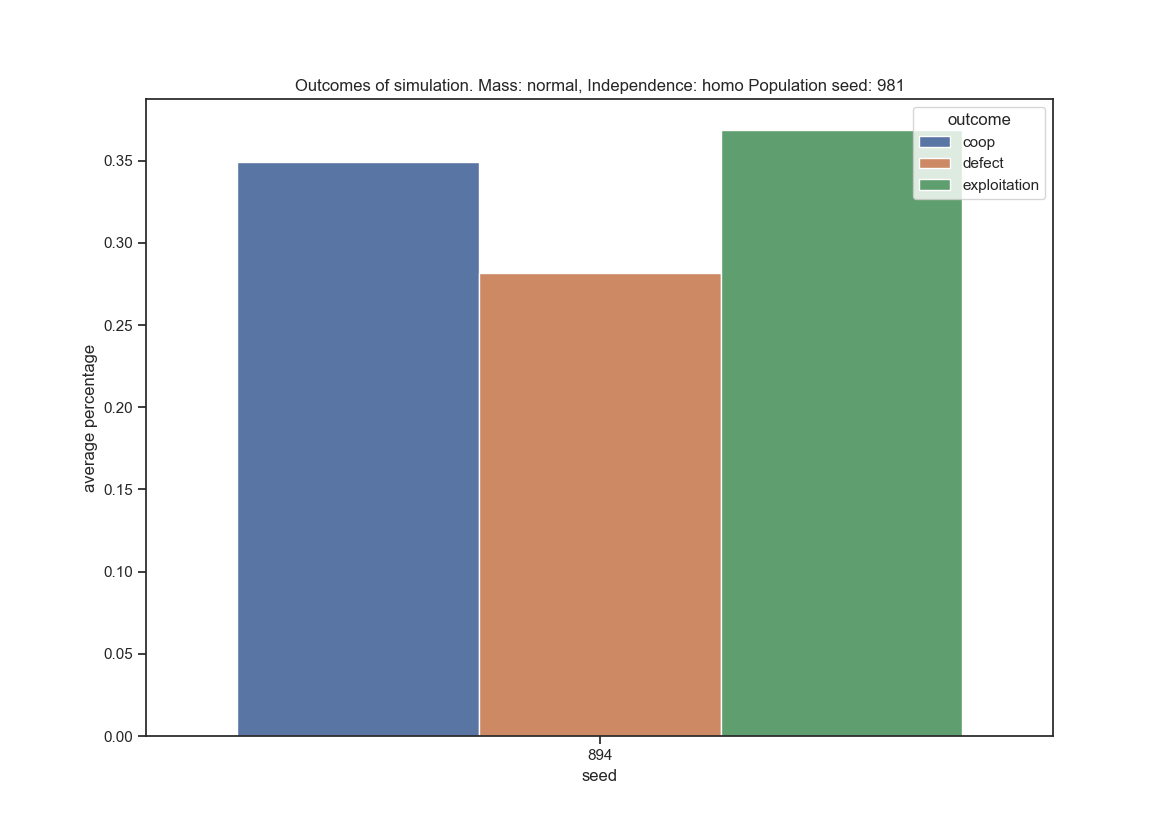 Outcomes of simulation. Mass: normal, Independence: homo Population seed: 981
outcome
coop
defect
exploitation
average percentage
0.35
0.30
0.25
0.20
0.15
0.10
0.05
0.00
894
seed